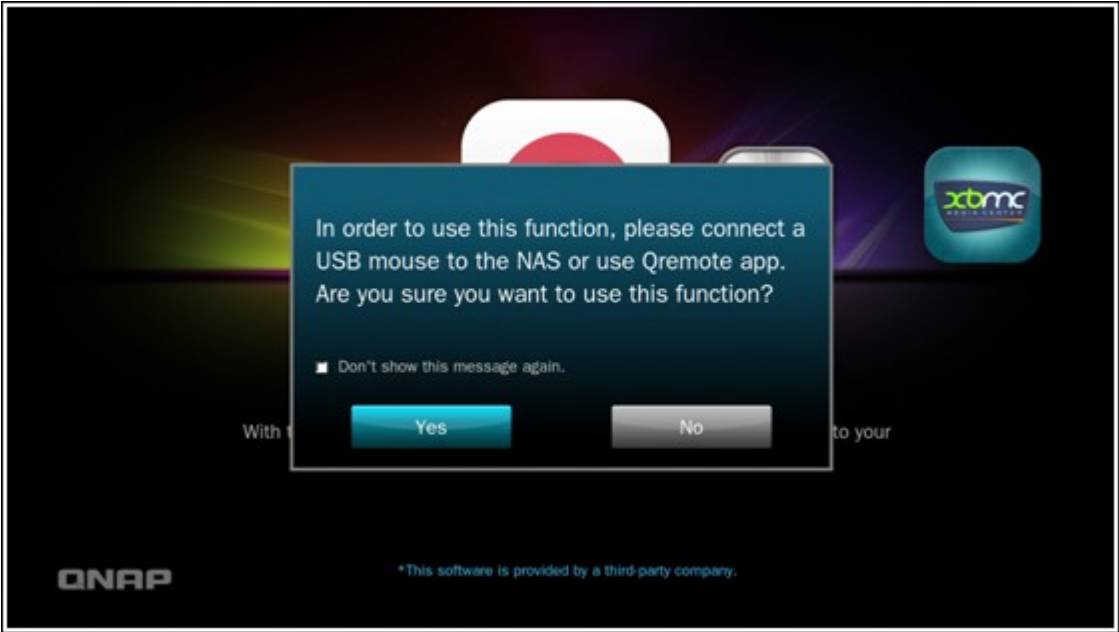 xbmc
MEDIA CENTER
In order to use this function, please connect a
USB mouse to the NAS or use Qremote app.
Are you sure you want to use this function?
Don"t show this message again.
Yes
No
With
to your
QNAP
*This software is provided by a third-party company.